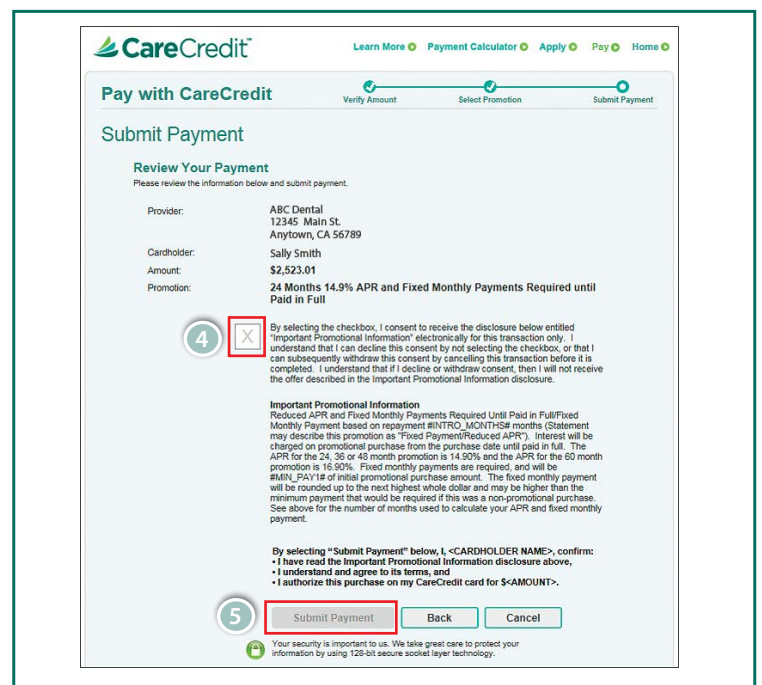 CareCredit™
Learn More Payment Calculator Apply Pay Home
Pay with CareCredit
Verify Amount Select Promotion Submit Payment
Submit Payment
Review Your Payment
Please review the information below and submit payment.
Provider: ABC Dental
12345 Main St.
Anytown, CA 56789
Cardholder: Sally Smith
Amount: $2,523.01
Promotion: 24 Months 14.9% APR and Fixed Monthly Payments Required until
Paid in Full
4 X
By selecting the checkbox, I consent to receive the disclosure below entitled
"Important Promotional Information" electronically for this transaction only. I
understand that I can decline this consent by not selecting the checkbox, or that I
can subsequently withdraw this consent by cancelling this transaction before it is
completed. I understand that if I decline or withdraw consent, then I will not receive
the offer described in the Important Promotional Information disclosure.
Important Promotional Information
Reduced APR and Fixed Monthly Payments Required Until Paid in Full/Fixed
Monthly Payment based on repayment #INTRO_MONTHS# months (Statement
may describe this promotion as "Fixed Payment/Reduced APR"). Interest will be
charged on promotional purchase from the purchase date until paid in full. The
APR for the 24, 36 or 48 month promotion is 14.90% and the APR for the 60 month
promotion is 16.90%. Fixed monthly payments are required, and will be
#MIN_PAY1# of initial promotional purchase amount. The fixed monthly payment
will be rounded up to the next highest whole dollar and may be higher than the
minimum payment that would be required if this was a non-promotional purchase.
See above for the number of months used to calculate your APR and fixed monthly
payment.
By selecting "Submit Payment" below, I, <CARDHOLDER NAME>, confirm:
• I have read the Important Promotional Information disclosure above,
• I understand and agree to its terms, and
• I authorize this purchase on my CareCredit card for $<AMOUNT>.
5 Submit Payment Back Cancel
Your security is important to us. We take great care to protect your
information by using 128-bit secure socket layer technology.